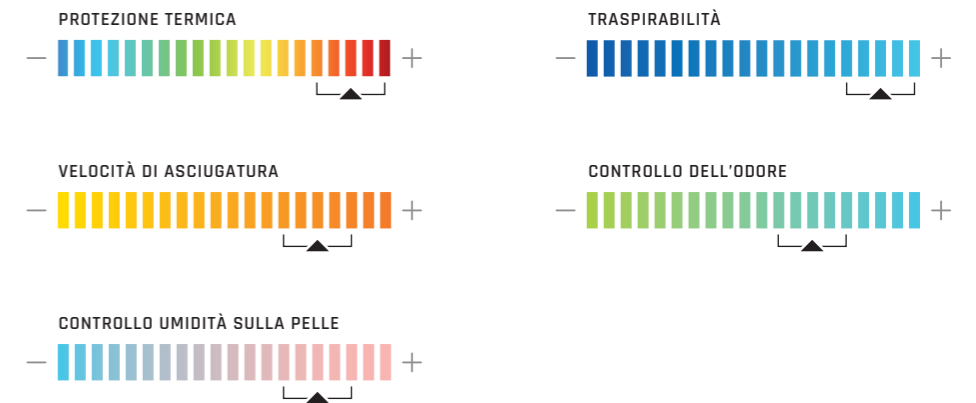 PROTEZIONE TERMICA
TRASPIRABILITÀ
− +
− +
VELOCITÀ DI ASCIUGATURA
CONTROLLO DELL'ODORE
− +
− +
CONTROLLO UMIDITÀ SULLA PELLE
− +